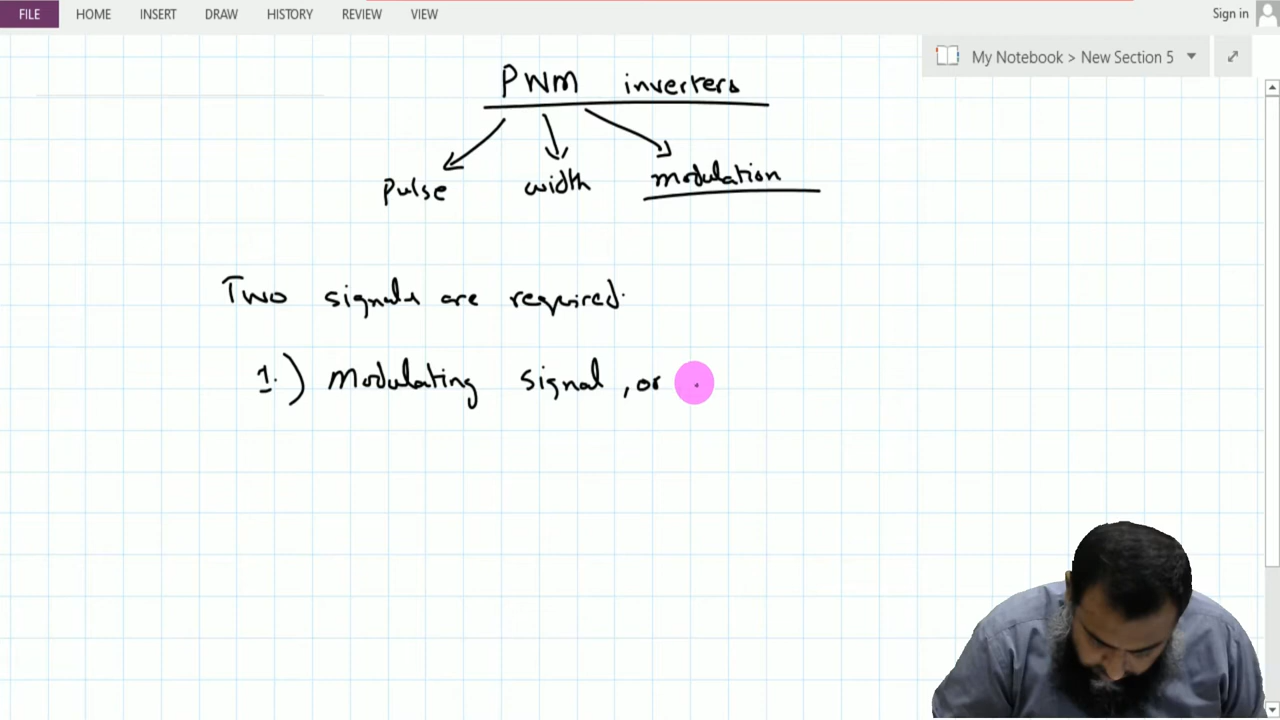 FILE HOME INSERT DRAW HISTORY REVIEW VIEW Sign in
My Notebook > New Section 5
PWM inverters
pulse width modulation
Two signals are required.
1.) Modulating signal, or